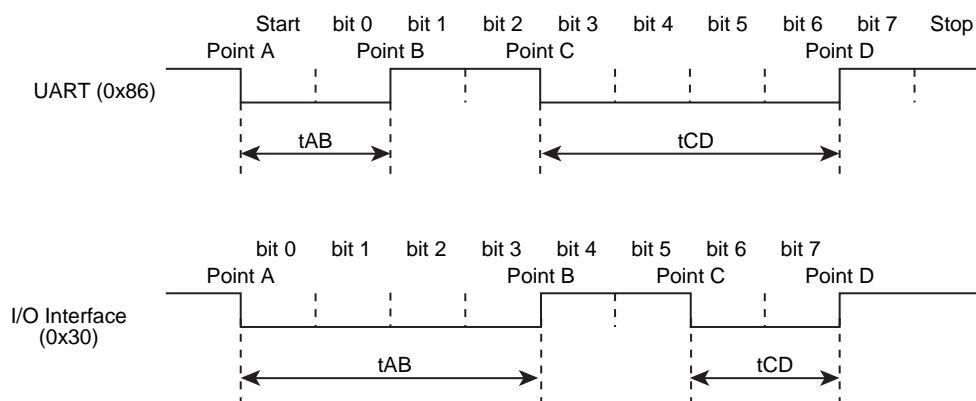 Start bit 0 bit 1 bit 2 bit 3 bit 4 bit 5 bit 6 bit 7 Stop
Point A Point B Point C Point D
UART (0x86)
tAB tCD
bit 0 bit 1 bit 2 bit 3 bit 4 bit 5 bit 6 bit 7
Point A Point B Point C Point D
I/O Interface
(0x30)
tAB tCD